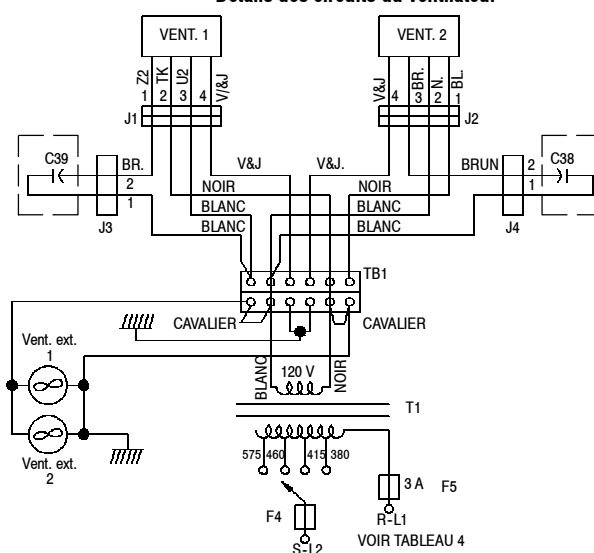 Détails des circuits du ventilateur
VENT. 1
VENT. 2
Z2
TK
U2
V/&J
1
2
3
4
J1
V&J
BR.
N.
BL.
4
3
2
1
J2
C39
BR.
2
1
J3
V&J
V&J.
NOIR
NOIR
BLANC
BLANC
BLANC
BLANC
BRUN
2
1
J4
C38
TB1
CAVALIER
CAVALIER
Vent. ext.
1
Vent. ext.
2
BLANC
120 V
NOIR
T1
575
460
415
380
3 A
F5
F4
R-L1
S-L2
VOIR TABLEAU 4